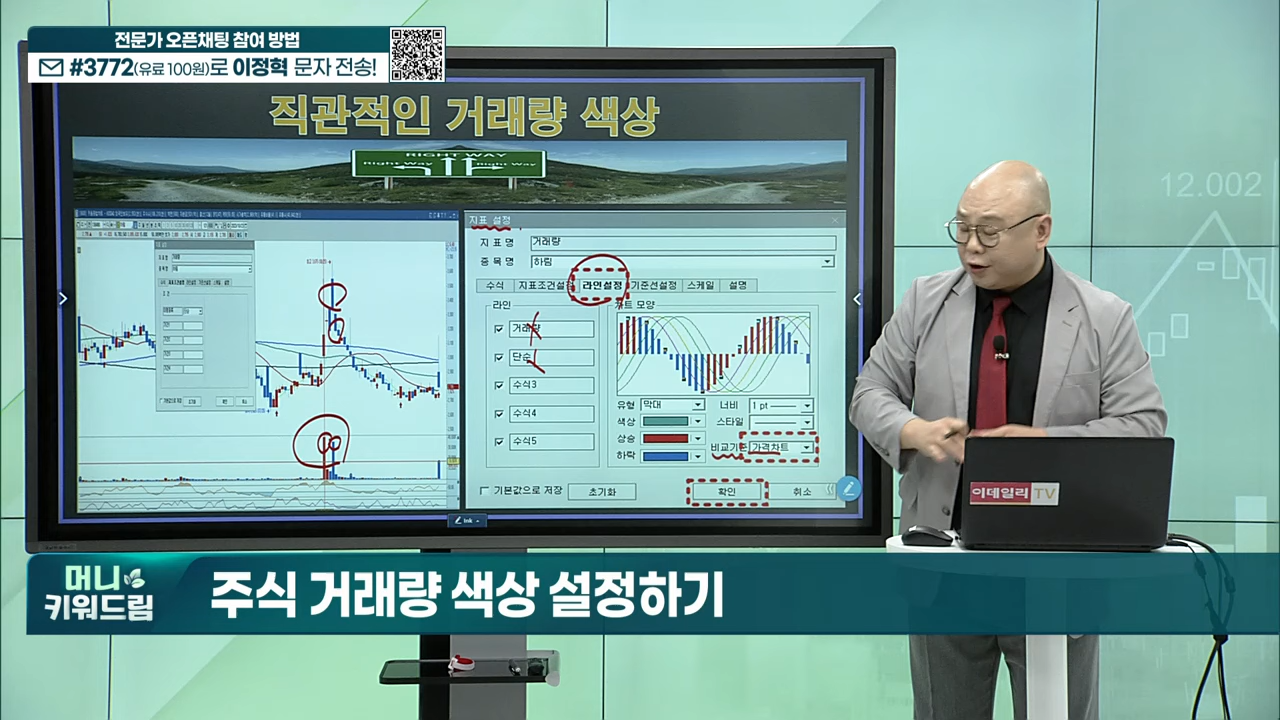 전문가 오픈채팅 참여 방법
#3772(유료 100원)로 이정혁 문자 전송!
직관적인 거래량 색상
RIGHT WAY
Right Way
Right Way
12.002
지표 설정
지 표 명 거래량
종 목 명 하림
수식 지표조건설정 라인설정 기준선설정 스케일 설명
라인
차트 모양
거래량
단순
수식3
수식4
수식5
유형 막대 너비 1 pt
색상 스타일
상승 비교기준 가격차트
하락
기본값으로 저장 초기화 확인 취소
Ink
이데일리 TV
머니
키워드림
주식 거래량 색상 설정하기